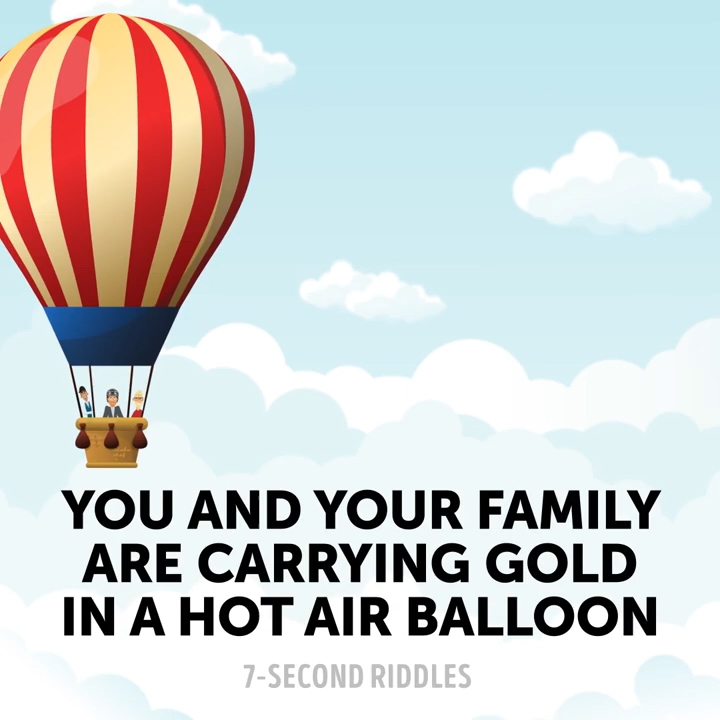 YOU AND YOUR FAMILY
ARE CARRYING GOLD
IN A HOT AIR BALLOON
7-SECOND RIDDLES